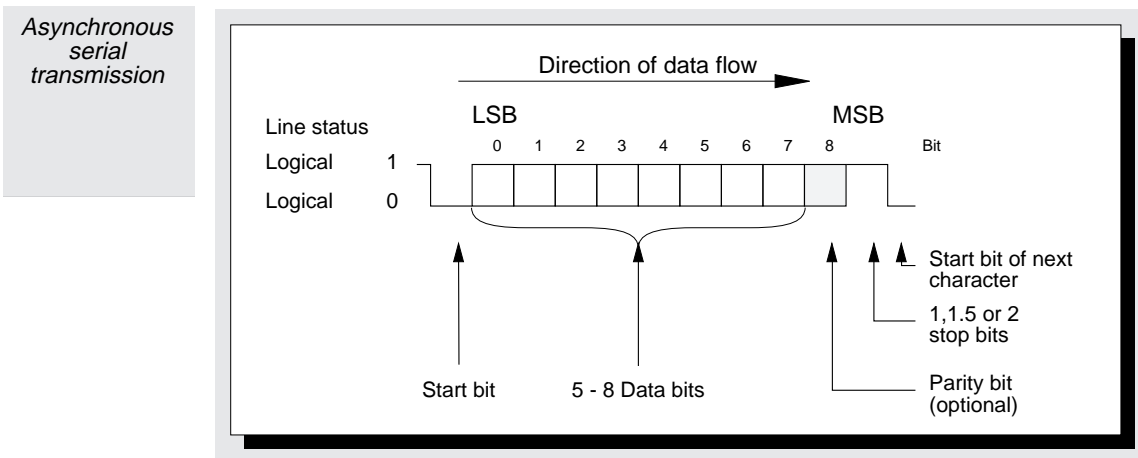 Asynchronous
serial
transmission
Direction of data flow
LSB MSB
Line status
0 1 2 3 4 5 6 7 8 Bit
Logical 1
Logical 0
Start bit of next
character
1,1.5 or 2
stop bits
Start bit 5 - 8 Data bits Parity bit
(optional)